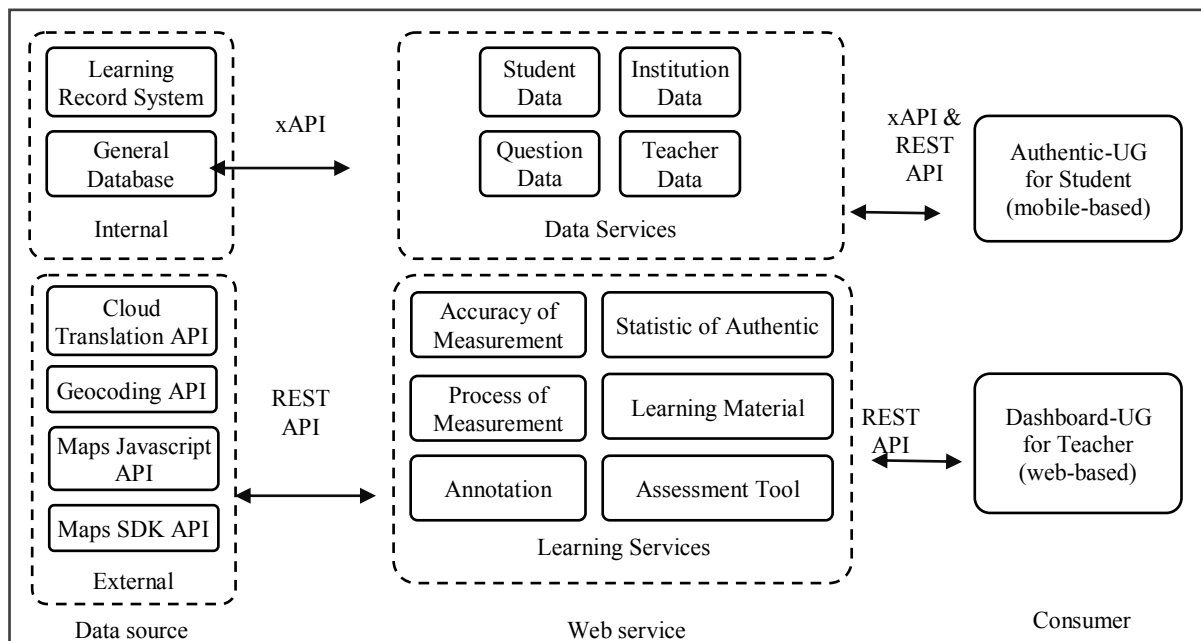 Learning
Record System
General
Database
Internal
xAPI
Student
Data
Institution
Data
Question
Data
Teacher
Data
Data Services
xAPI &
REST
API
Authentic-UG
for Student
(mobile-based)
Cloud
Translation API
Geocoding API
Maps Javascript
API
Maps SDK API
External
REST
API
Accuracy of
Measurement
Statistic of Authentic
Process of
Measurement
Learning Material
Annotation
Assessment Tool
Learning Services
REST
API
Dashboard-UG
for Teacher
(web-based)
Data source
Web service
Consumer